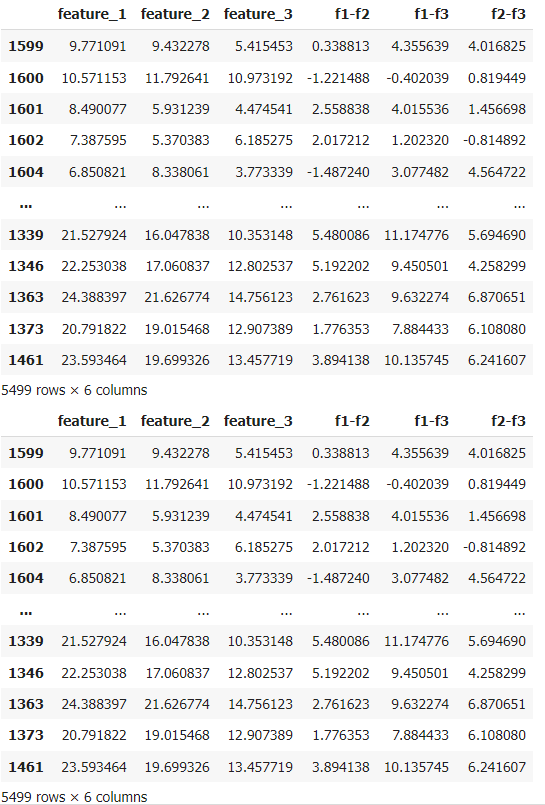 feature_1 feature_2 feature_3 f1-f2 f1-f3 f2-f3
1599 9.771091 9.432278 5.415453 0.338813 4.355639 4.016825
1600 10.571153 11.792641 10.973192 -1.221488 -0.402039 0.819449
1601 8.490077 5.931239 4.474541 2.558838 4.015536 1.456698
1602 7.387595 5.370383 6.185275 2.017212 1.202320 -0.814892
1604 6.850821 8.338061 3.773339 -1.487240 3.077482 4.564722
... ... ... ... ... ... ...
1339 21.527924 16.047838 10.353148 5.480086 11.174776 5.694690
1346 22.253038 17.060837 12.802537 5.192202 9.450501 4.258299
1363 24.388397 21.626774 14.756123 2.761623 9.632274 6.870651
1373 20.791822 19.015468 12.907389 1.776353 7.884433 6.108080
1461 23.593464 19.699326 13.457719 3.894138 10.135745 6.241607
5499 rows × 6 columns
feature_1 feature_2 feature_3 f1-f2 f1-f3 f2-f3
1599 9.771091 9.432278 5.415453 0.338813 4.355639 4.016825
1600 10.571153 11.792641 10.973192 -1.221488 -0.402039 0.819449
1601 8.490077 5.931239 4.474541 2.558838 4.015536 1.456698
1602 7.387595 5.370383 6.185275 2.017212 1.202320 -0.814892
1604 6.850821 8.338061 3.773339 -1.487240 3.077482 4.564722
... ... ... ... ... ... ...
1339 21.527924 16.047838 10.353148 5.480086 11.174776 5.694690
1346 22.253038 17.060837 12.802537 5.192202 9.450501 4.258299
1363 24.388397 21.626774 14.756123 2.761623 9.632274 6.870651
1373 20.791822 19.015468 12.907389 1.776353 7.884433 6.108080
1461 23.593464 19.699326 13.457719 3.894138 10.135745 6.241607
5499 rows × 6 columns